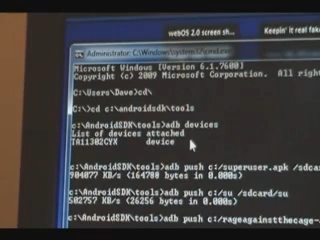 webOS 2.0 screen sh...
Keepin' it real fak
Administrator: C:\Windows\system32\cmd.exe
Microsoft Windows [Version 6.1.7600]
Copyright (c) 2009 Microsoft Corporation. All righ
C:\Users\Dave>cd\
C:\>cd c:\androidsdk\tools
c:\AndroidSDK\tools>adb devices
List of devices attached
TA11302CYX device
c:\AndroidSDK\tools>adb push c:/superuser.apk /sdca
904077 KB/s (164780 bytes in 0.000s)
c:\AndroidSDK\tools>adb push c:/su /sdcard/su
502757 KB/s (26256 bytes in 0.000s)
c:\AndroidSDK\tools>adb push c:/rageagainstthecage-